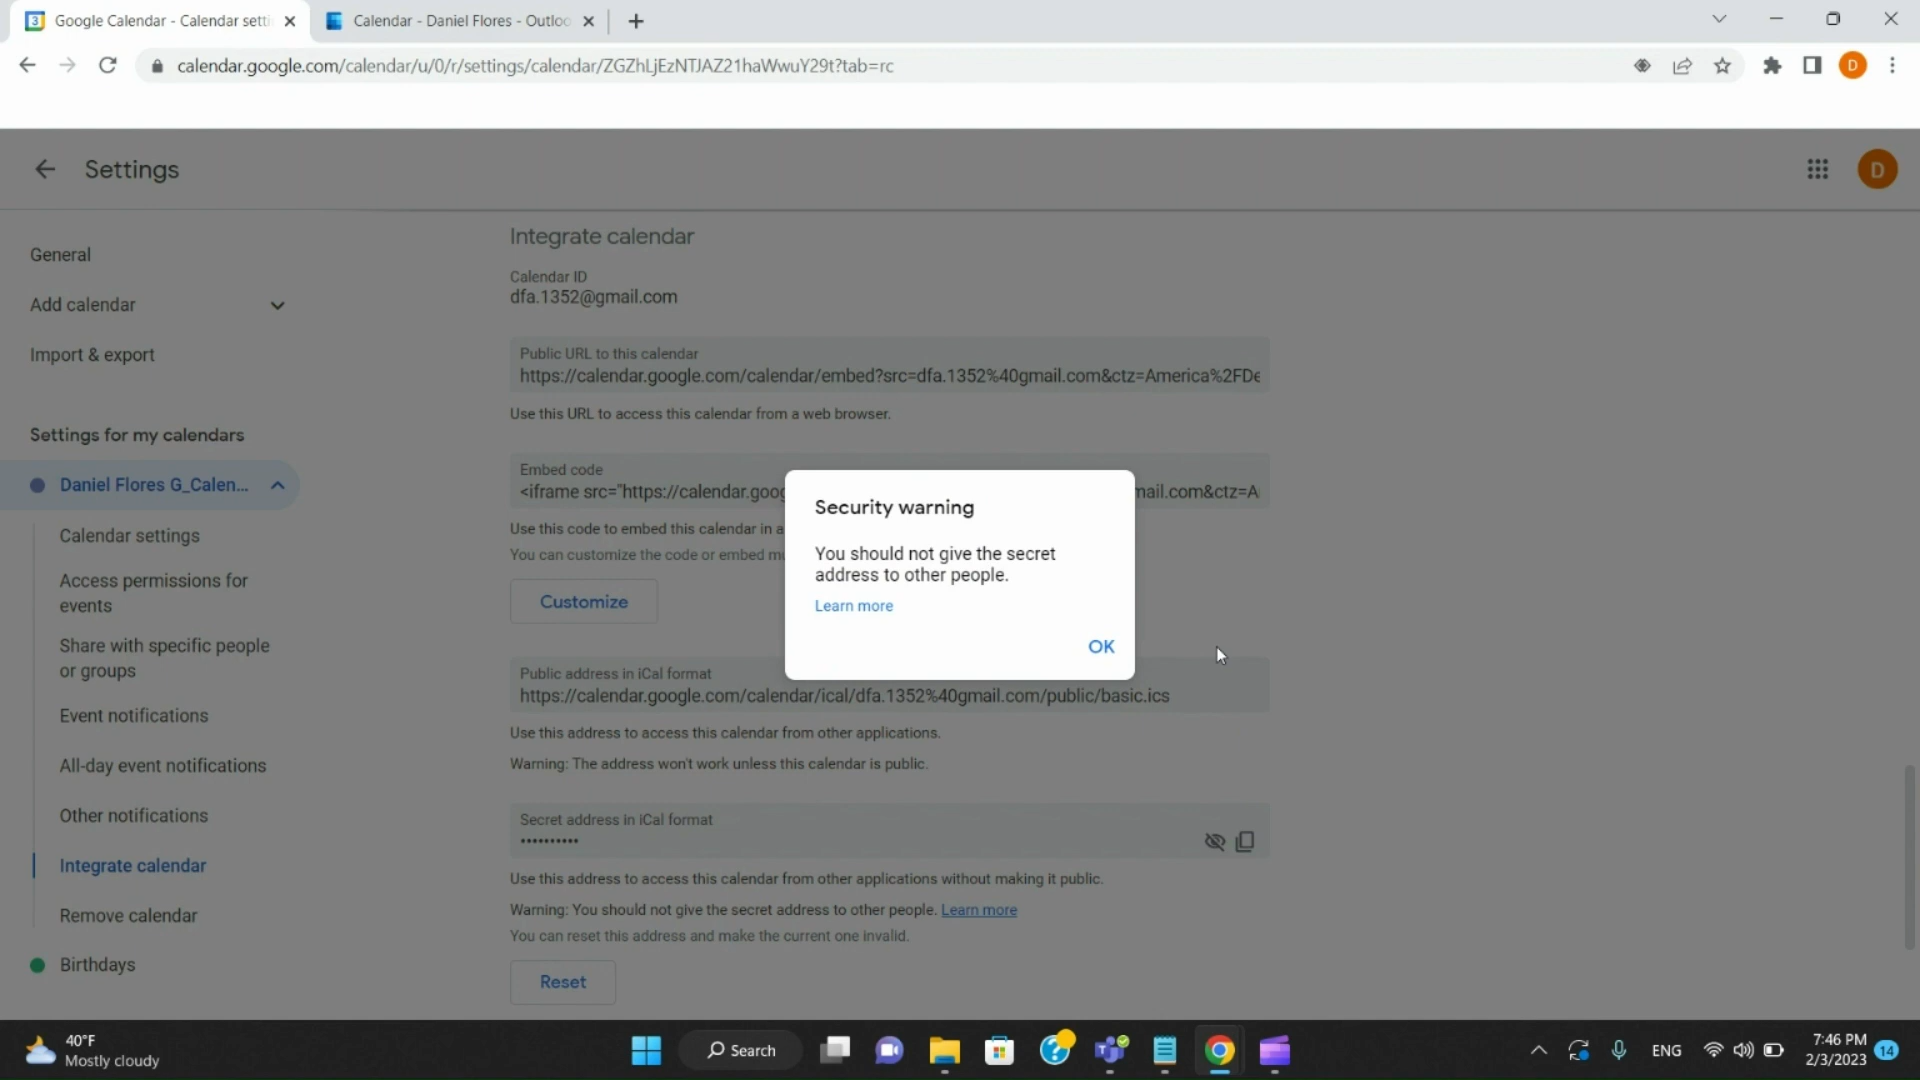 Google Calendar - Calendar setti
Calendar - Daniel Flores - Outloo
calendar.google.com/calendar/u/0/r/settings/calendar/ZGZhLjEzNTJAZ21haWwuY29t?tab=rc
D
Settings
D
General
Add calendar
Import & export
Settings for my calendars
Daniel Flores G_Calen...
Calendar settings
Access permissions for
events
Share with specific people
or groups
Event notifications
All-day event notifications
Other notifications
Integrate calendar
Remove calendar
Birthdays
Integrate calendar
Calendar ID
dfa.1352@gmail.com
Public URL to this calendar
https://calendar.google.com/calendar/embed?src=dfa.1352%40gmail.com&ctz=America%2FDe
Use this URL to access this calendar from a web browser.
Embed code
<iframe src="https://calendar.goog mail.com&ctz=A
Use this code to embed this calendar in a
You can customize the code or embed mu
Customize
Security warning
You should not give the secret
address to other people.
Learn more
OK
Public address in iCal format
https://calendar.google.com/calendar/ical/dfa.1352%40gmail.com/public/basic.ics
Use this address to access this calendar from other applications.
Warning: The address won't work unless this calendar is public.
Secret address in iCal format
••••••••••
Use this address to access this calendar from other applications without making it public.
Warning: You should not give the secret address to other people. Learn more
You can reset this address and make the current one invalid.
Reset
40°F
Mostly cloudy
Search
ENG
7:46 PM
2/3/2023
14